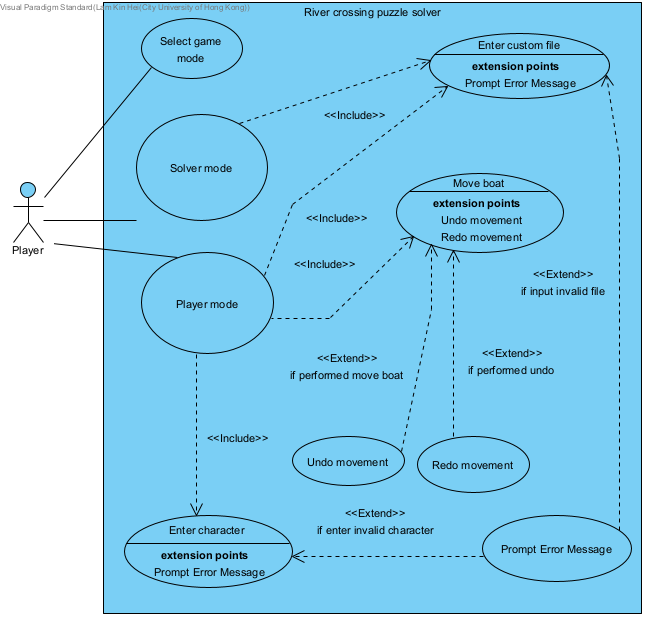 Visual Paradigm Standard(Lam Kin Hei(City University of Hong Kong))
River crossing puzzle solver
Select game
mode
Enter custom file
extension points
Prompt Error Message
<<Include>>
Solver mode
Move boat
extension points
Undo movement
Redo movement
<<Include>>
Player
<<Include>>
<<Extend>>
if input invalid file
Player mode
<<Extend>>
if performed move boat
<<Extend>>
if performed undo
<<Include>>
Undo movement
Redo movement
<<Extend>>
if enter invalid character
Enter character
extension points
Prompt Error Message
Prompt Error Message